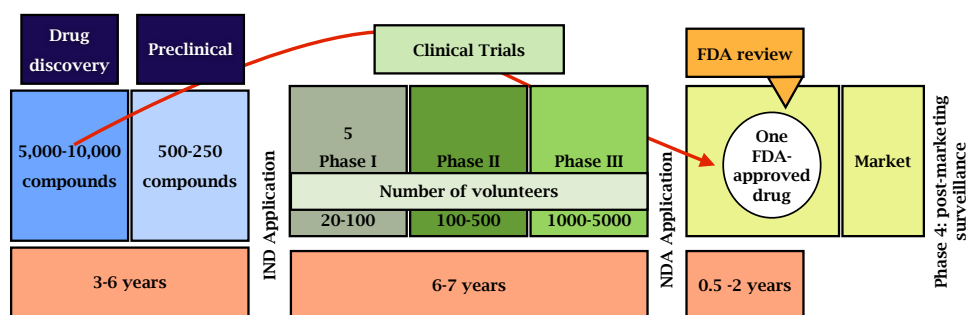 Drug
discovery
Preclinical
Clinical Trials
FDA review
5,000-10,000
compounds
500-250
compounds
IND Application
5
Phase I
Phase II
Phase III
Number of volunteers
20-100
100-500
1000-5000
NDA Application
One
FDA-
approved
drug
Market
Phase 4: post-marketing
surveillance
3-6 years
6-7 years
0.5 -2 years